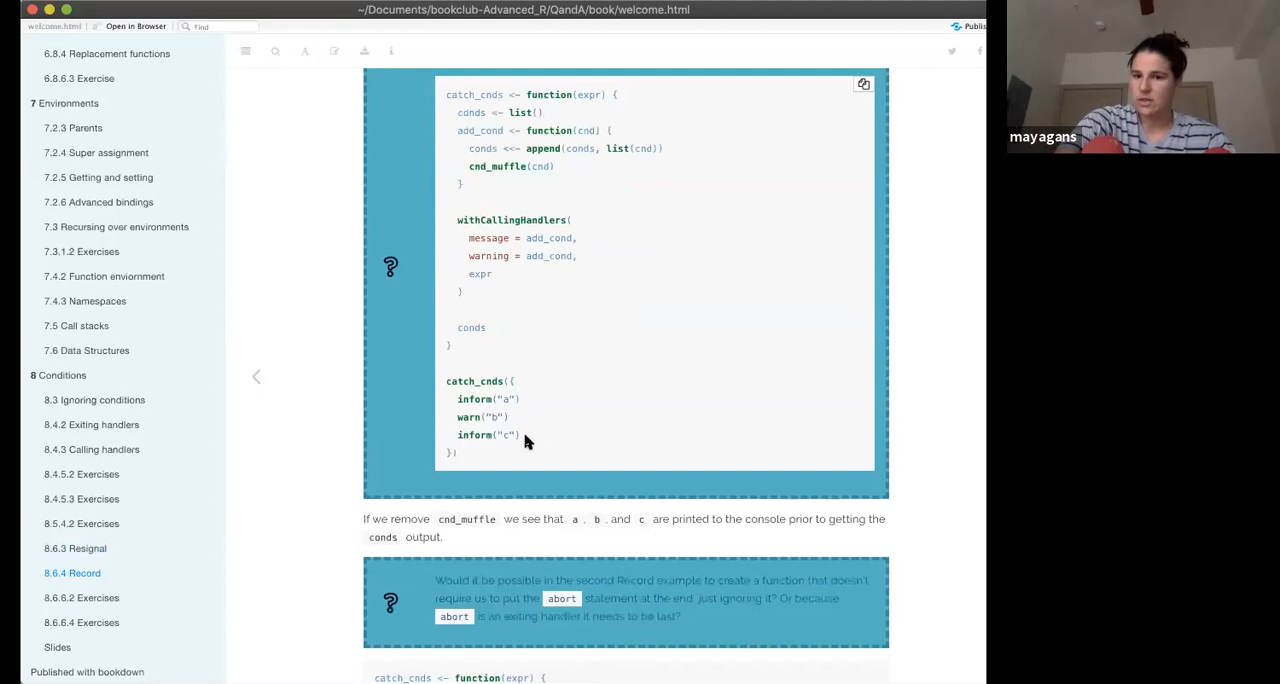 ~/Documents/bookclub-Advanced_R/QandA/book/welcome.html
welcome.html
Open in Browser
Find
Publis
6.8.4 Replacement functions
6.8.6.3 Exercise
7 Environments
7.2.3 Parents
7.2.4 Super assignment
7.2.5 Getting and setting
7.2.6 Advanced bindings
7.3 Recursing over environments
7.3.1.2 Exercises
7.4.2 Function enviornment
7.4.3 Namespaces
7.5 Call stacks
7.6 Data Structures
8 Conditions
8.3 Ignoring conditions
8.4.2 Exiting handlers
8.4.3 Calling handlers
8.4.5.2 Exercises
8.4.5.3 Exercises
8.5.4.2 Exercises
8.6.3 Resignal
8.6.4 Record
8.6.6.2 Exercises
8.6.6.4 Exercises
Slides
Published with bookdown
catch_cnds <- function(expr) {
conds <- list()
add_cond <- function(cnd) {
conds <<- append(conds, list(cnd))
cnd_muffle(cnd)
}
withCallingHandlers(
message = add_cond,
warning = add_cond,
expr
)
conds
}
catch_cnds({
inform("a")
warn("b")
inform("c")
})
If we remove cnd_muffle we see that a , b , and c are printed to the console prior to getting the
conds output.
Would it be possible in the second Record example to create a function that doesn't
require us to put the abort statement at the end, just ignoring it? Or because
abort is an exiting handler it needs to be last?
catch_cnds <- function(expr) {
mayagans